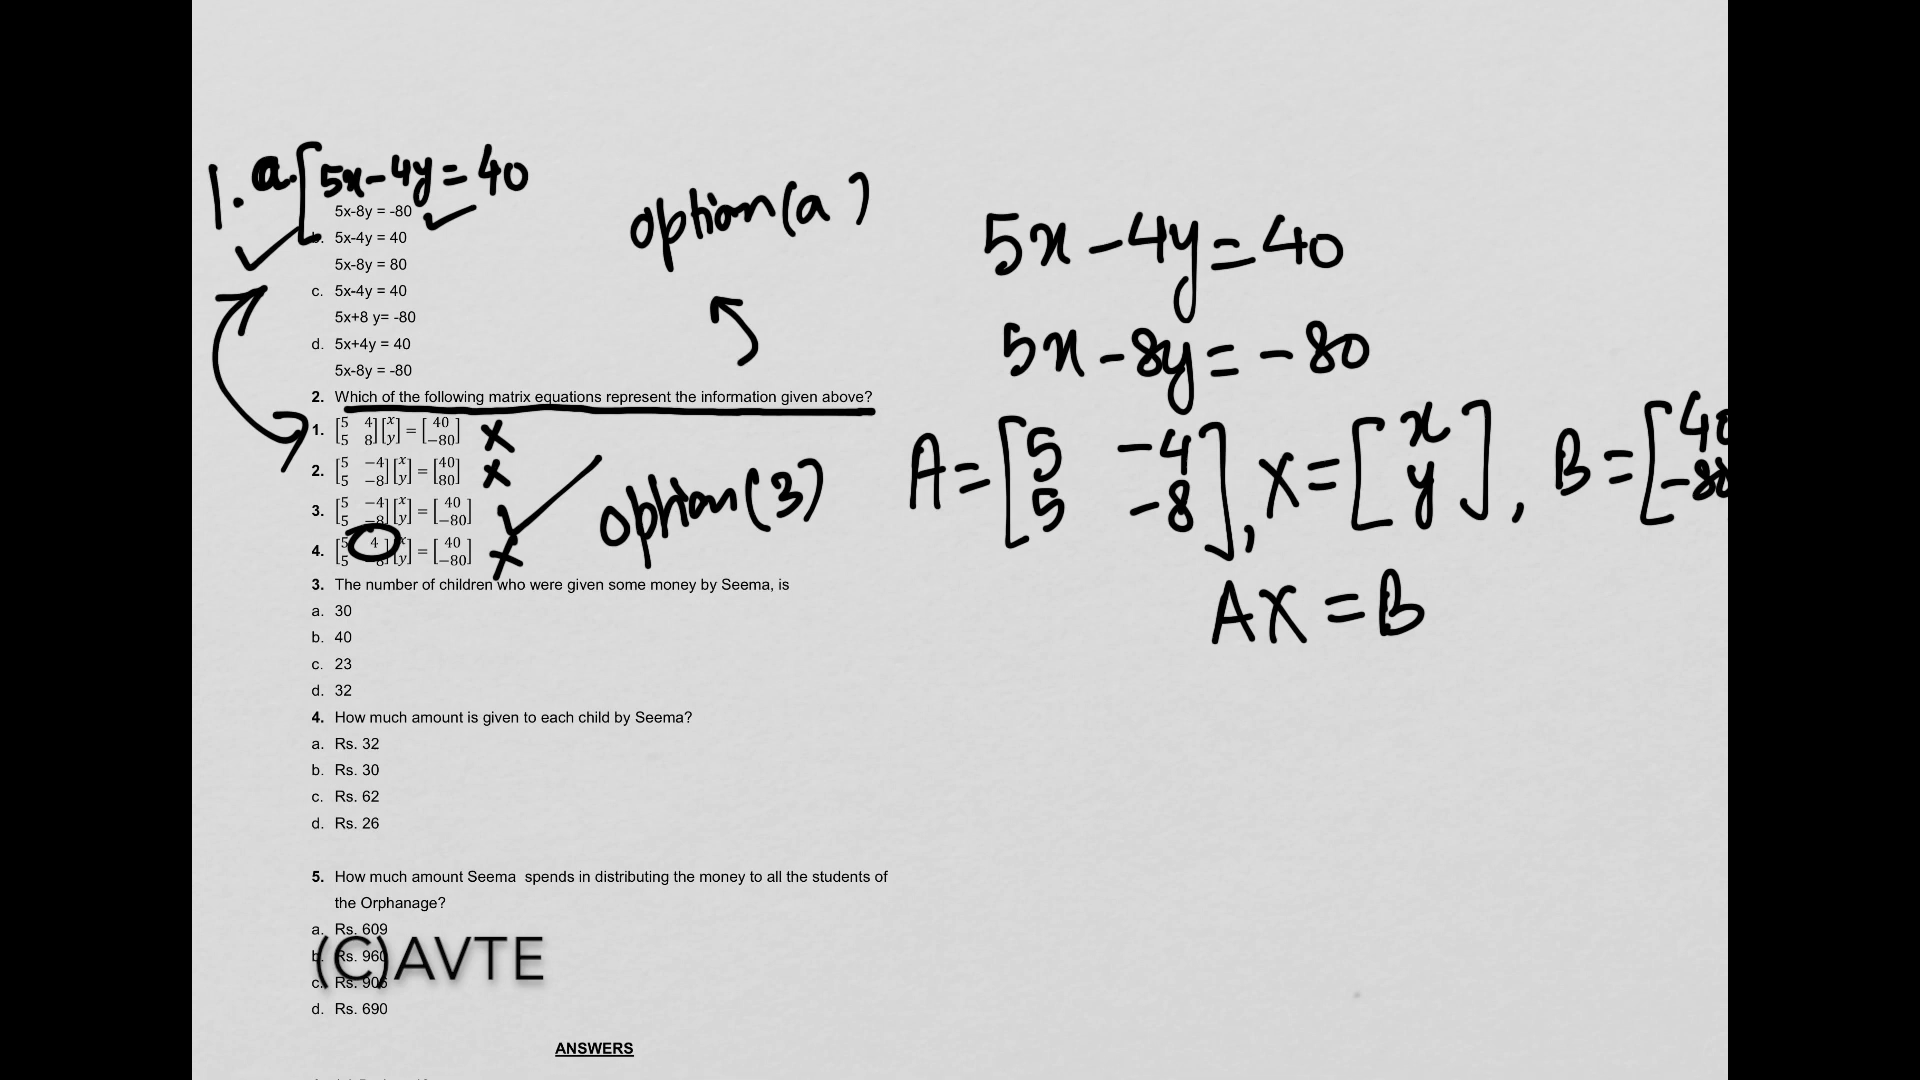 1. a. 5x-4y = 40
5x-8y = -80
b. 5x-4y = 40
5x-8y = 80
c. 5x-4y = 40
5x+8 y= -80
d. 5x+4y = 40
5x-8y = -80
option (a)
2. Which of the following matrix equations represent the information given above?
1. [5 4 5 8] [x y] = [40 −80] x
2. [5 −4 5 −8] [x y] = [40 80] x
3. [5 −4 5 −8] [x y] = [40 −80]
4. [5 4 5 8] [x y] = [40 −80] x
option (3)
3. The number of children who were given some money by Seema, is
a. 30
b. 40
c. 23
d. 32
4. How much amount is given to each child by Seema?
a. Rs. 32
b. Rs. 30
c. Rs. 62
d. Rs. 26
5. How much amount Seema spends in distributing the money to all the students of
the Orphanage?
a. Rs. 609
b. Rs. 960
c. Rs. 906
d. Rs. 690
(C)AVTE
ANSWERS
5x-4y=40
5x-8y=-80
A=[5 -4 5 -8], X=[x y], B=[40 -80
AX=B